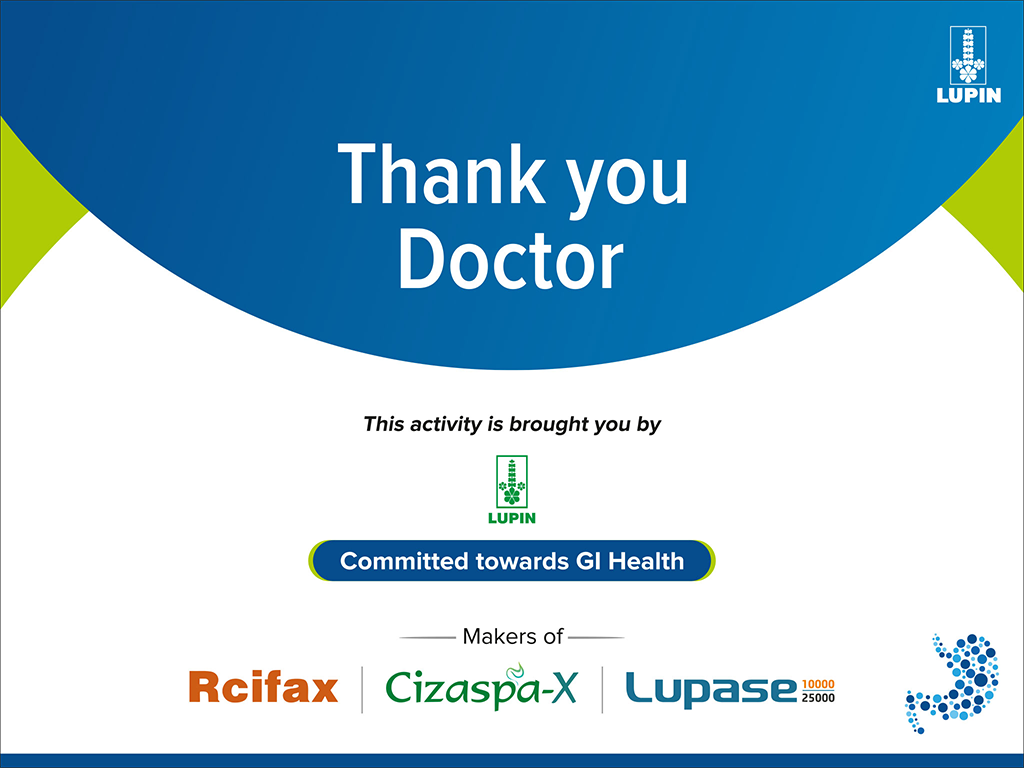 LUPIN
Thank you
Doctor
This activity is brought you by
LUPIN
Committed towards GI Health
Makers of
Rcifax
Cizaspa-X
Lupase 10000
25000